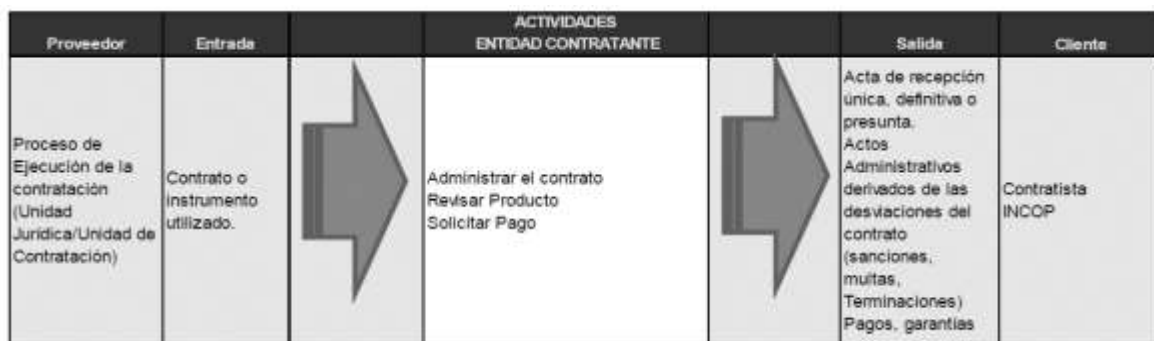 ACTIVIDADES
Proveedor Entrada ENTIDAD CONTRATANTE Salida Cliente
Proceso de
Ejecución de la
contratación
(Unidad
Jurídica/Unidad de
Contratación)
Contrato o
instrumento
utilizado.
Administrar el contrato
Revisar Producto
Solicitar Pago
Acta de recepción
única, definitiva o
presunta.
Actos
Administrativos
derivados de las
desviaciones del
contrato
(sanciones,
multas,
Terminaciones)
Pagos, garantías
Contratista
INCOP